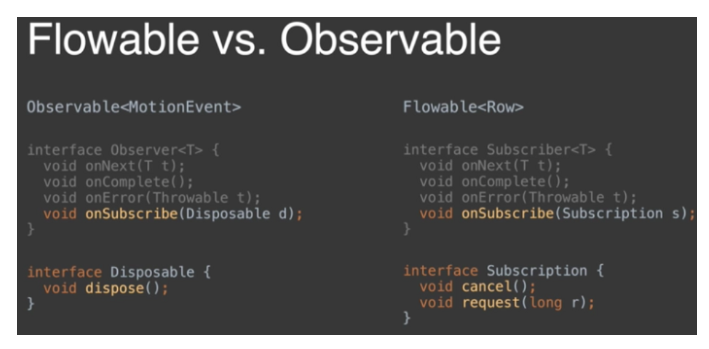 Flowable vs. Observable
Observable<MotionEvent>
interface Observer<T> {
  void onNext(T t);
  void onComplete();
  void onError(Throwable t);
  void onSubscribe(Disposable d);
}
interface Disposable {
  void dispose();
}
Flowable<Row>
interface Subscriber<T> {
  void onNext(T t);
  void onComplete();
  void onError(Throwable t);
  void onSubscribe(Subscription s);
}
interface Subscription {
  void cancel();
  void request(long r);
}